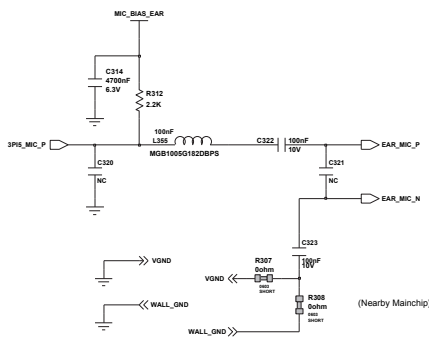 MIC_BIAS_EAR
C314
4700nF
6.3V
R312
2.2K
100nF
L355
C322
100nF
10V
3PI5_MIC_P
EAR_MIC_P
MGB1005G182DBPS
C320
NC
C321
NC
EAR_MIC_N
C323
100nF
10V
VGND
R307
0ohm
VGND
0603
SHORT
WALL_GND
R308
0ohm
(Nearby Mainchip)
0603
SHORT
WALL_GND